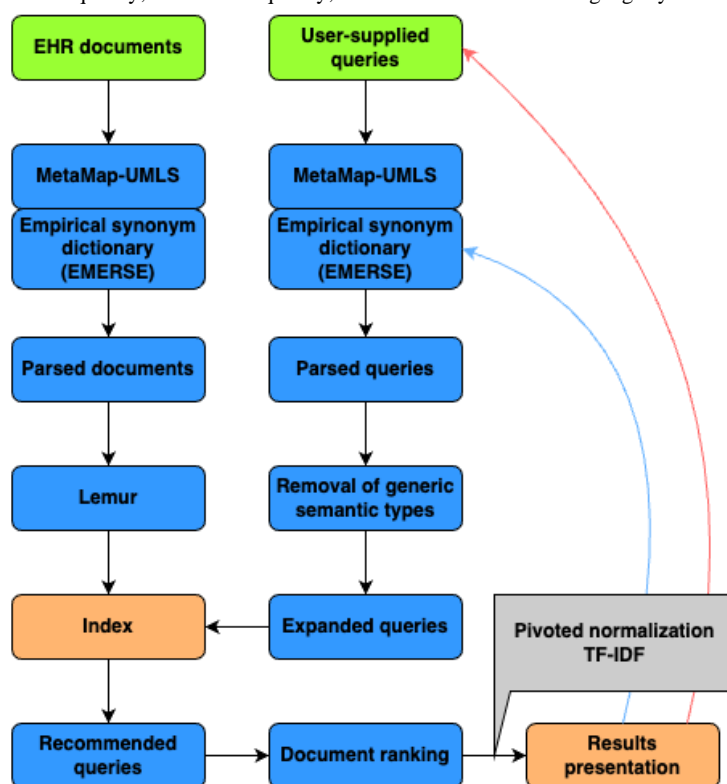 EHR documents
User-supplied
queries
MetaMap-UMLS
MetaMap-UMLS
Empirical synonym
dictionary
(EMERSE)
Empirical synonym
dictionary
(EMERSE)
Parsed documents
Parsed queries
Lemur
Removal of generic
semantic types
Index
Expanded queries
Pivoted normalization
TF-IDF
Recommended
queries
Document ranking
Results
presentation